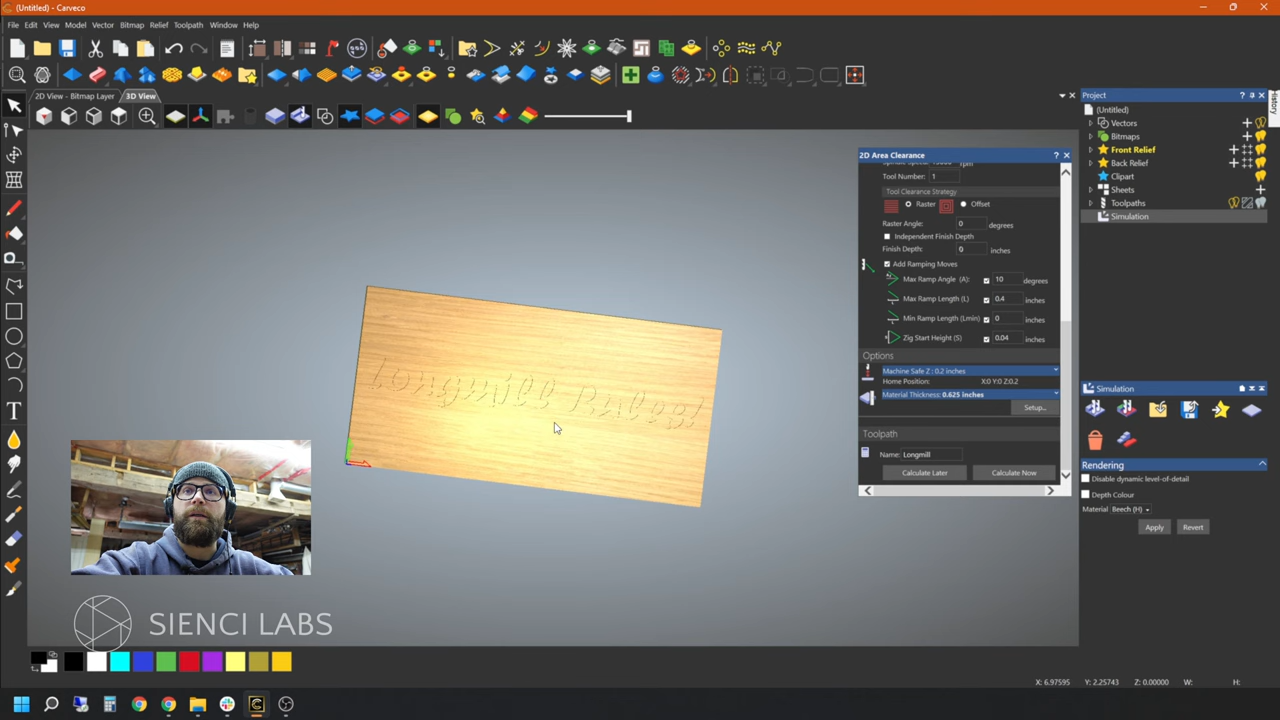 (Untitled) - Carveco
File Edit View Model Vector Bitmap Relief Toolpath Window Help
2D View - Bitmap Layer 3D View
Project
History
(Untitled)
Vectors
Bitmaps
Front Relief
Back Relief
Clipart
Sheets
Toolpaths
Simulation
2D Area Clearance
rpm
Tool Number: 1
Tool Clearance Strategy
Raster Offset
Raster Angle: 0 degrees
Independent Finish Depth
Finish Depth: 0 inches
Add Ramping Moves
Max Ramp Angle (A): 10 degrees
Max Ramp Length (L) 0.4 inches
Min Ramp Length (Lmin) 0 inches
Zig Start Height (S) 0.04 inches
Options
Machine Safe Z : 0.2 inches
Home Position: X:0 Y:0 Z:0.2
Material Thickness: 0.625 inches
Setup...
Toolpath
Name: Longmill
Calculate Later Calculate Now
Longmill Rules!
Simulation
Rendering
Disable dynamic level-of-detail
Depth Colour
Material Beech (H)
Apply Revert
SIENCI LABS
X: 6.97595 Y: 2.25743 Z: 0.00000 W: H: